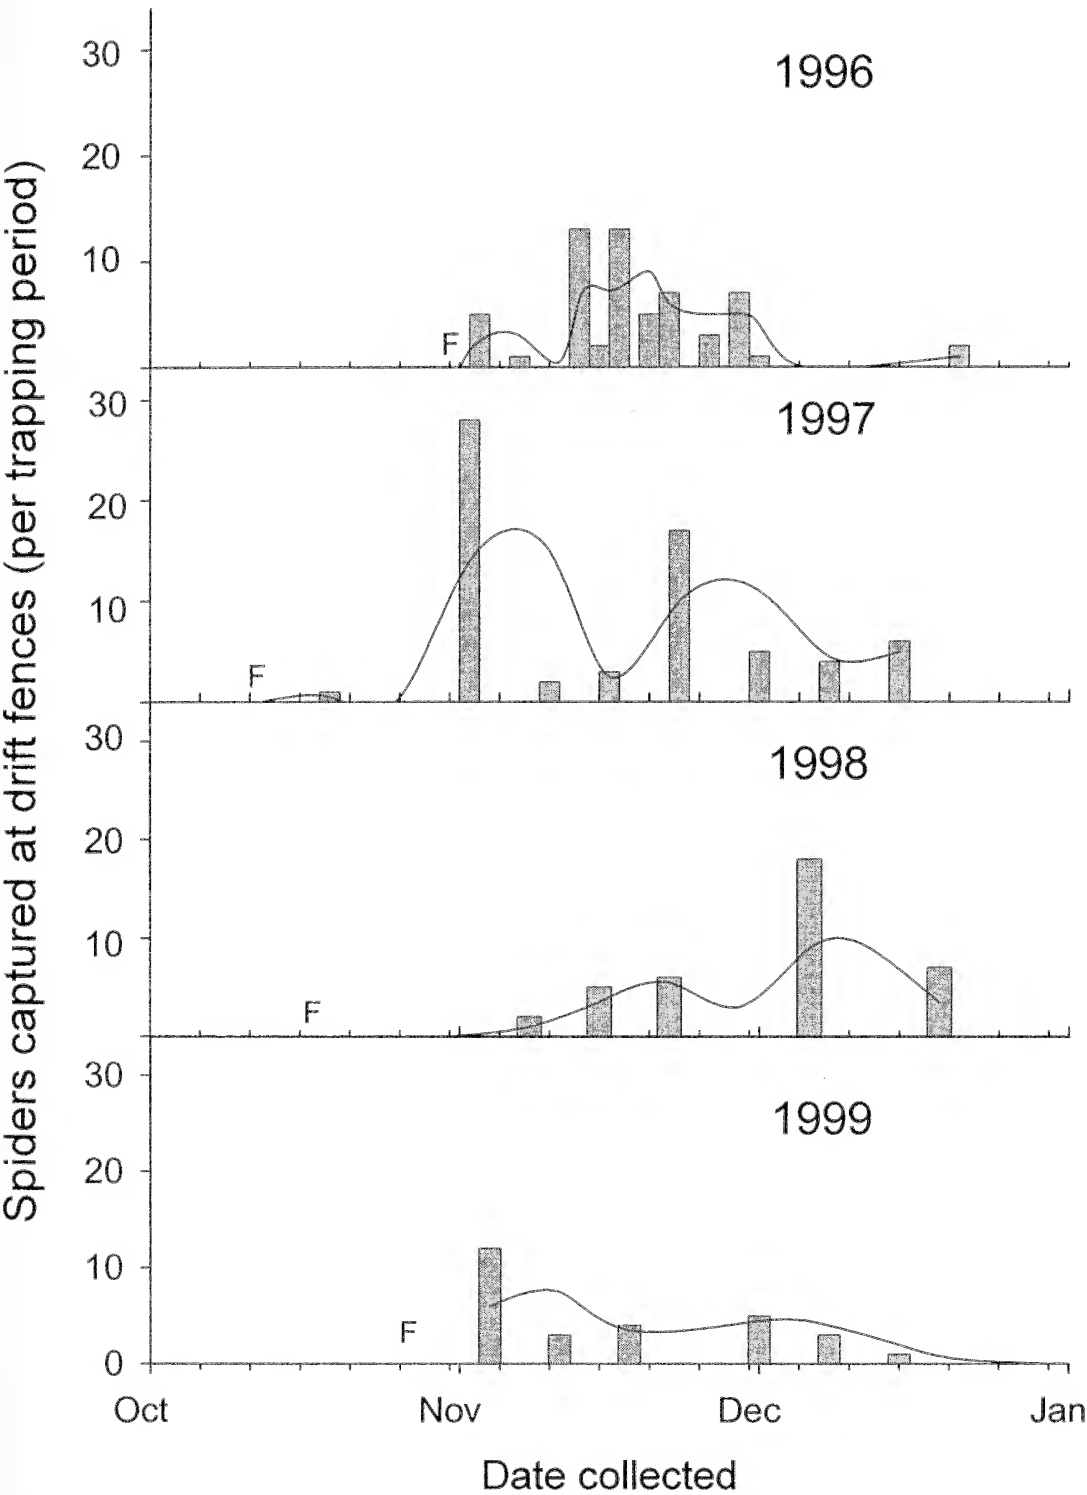 Spiders captured at drift fences (per trapping period)
30
1996
20
10
F
30
1997
20
10
F
30
1998
20
10
F
30
1999
20
10
F
0
Oct Nov Dec Jan
Date collected